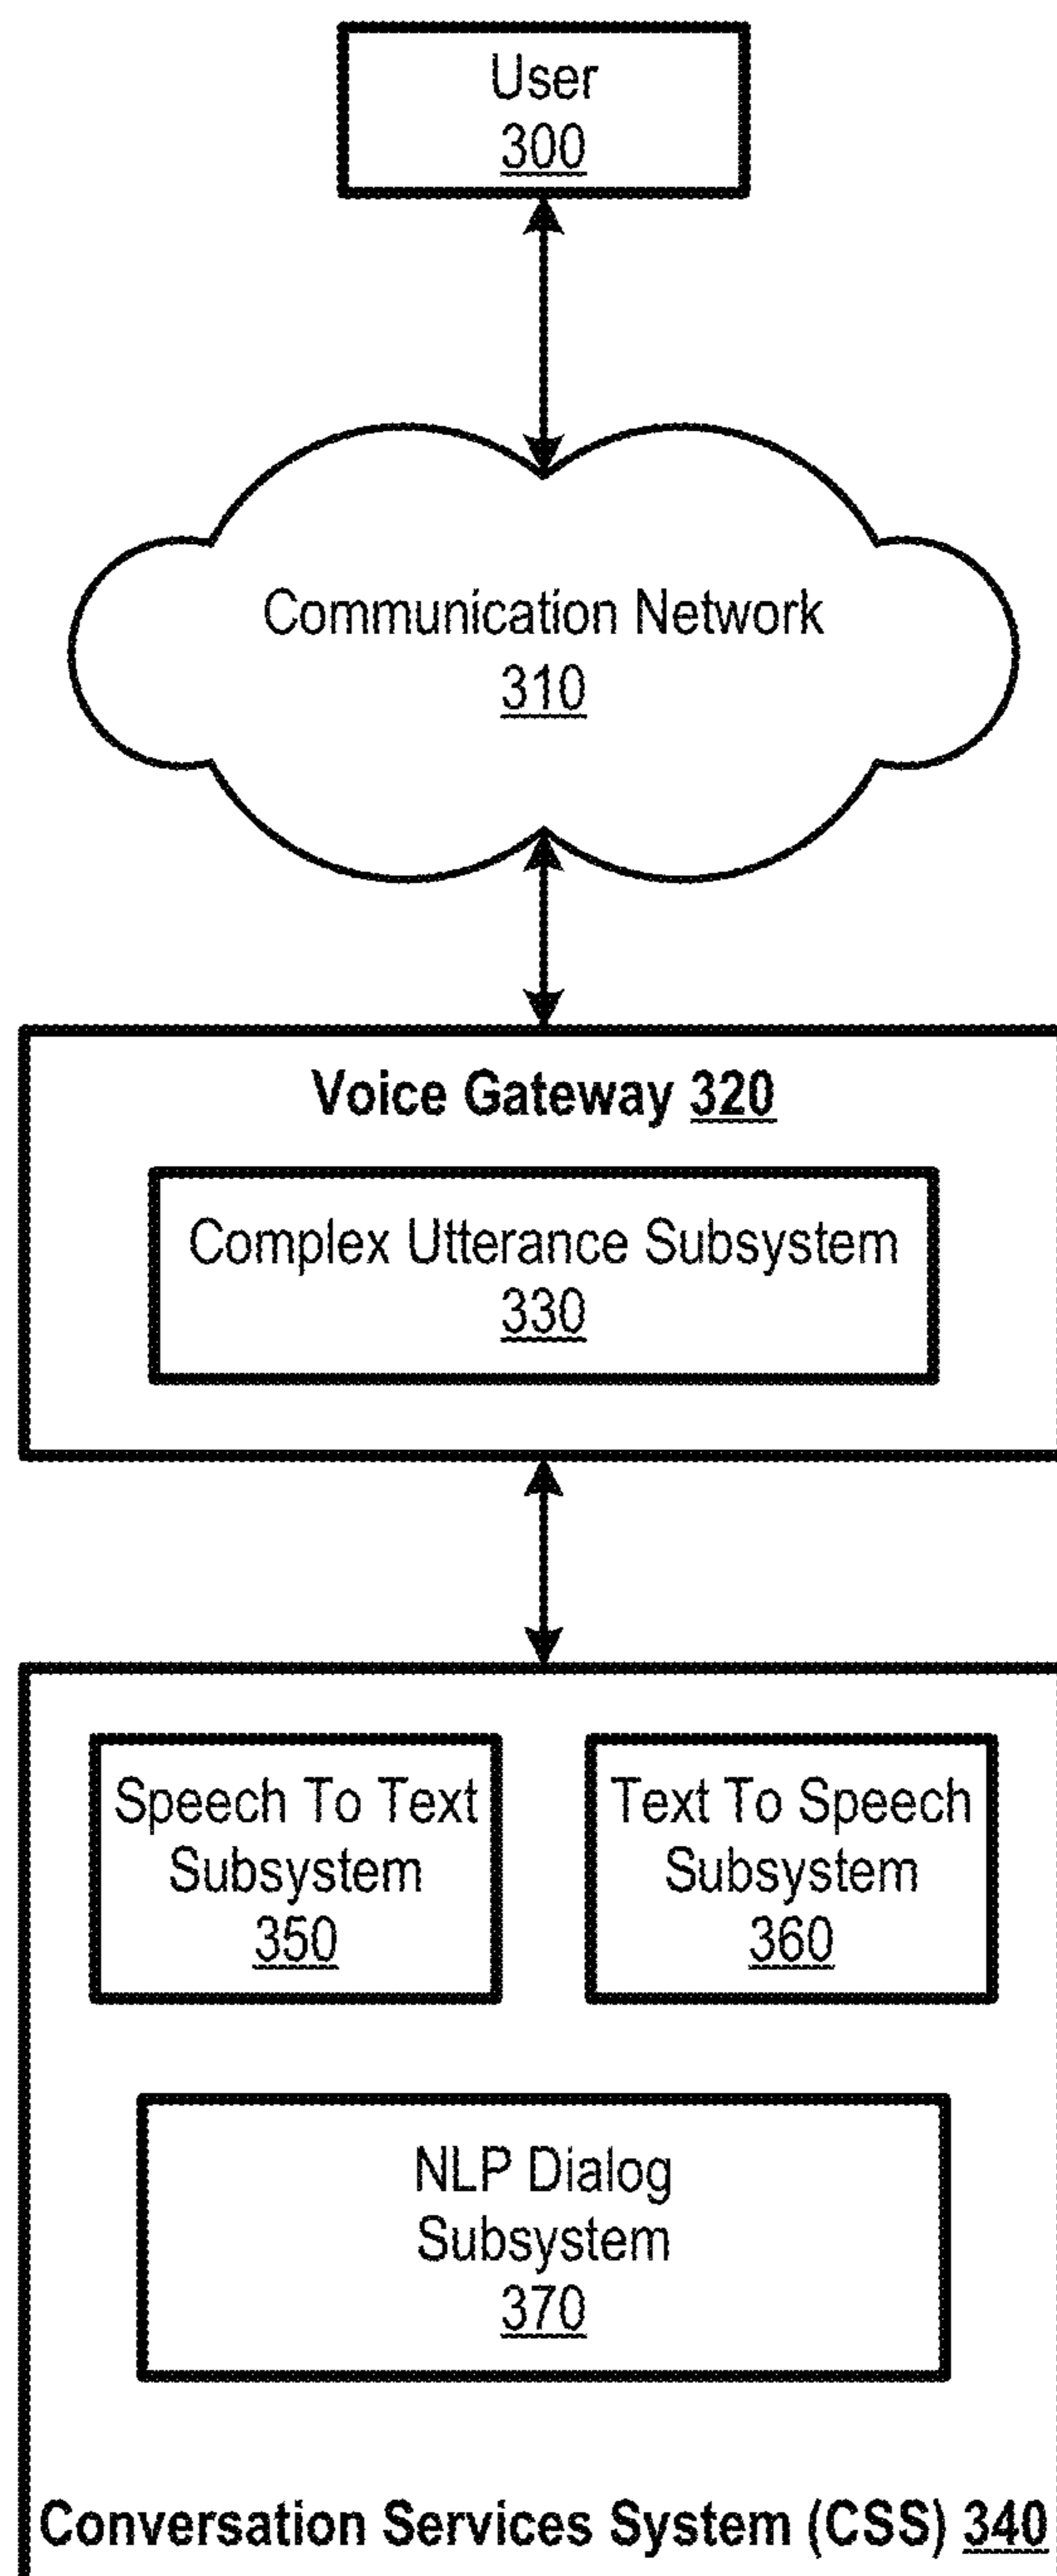 User
300
Communication Network
310
Voice Gateway 320
Complex Utterance Subsystem
330
Speech To Text
Subsystem
350
Text To Speech
Subsystem
360
NLP Dialog
Subsystem
370
Conversation Services System (CSS) 340